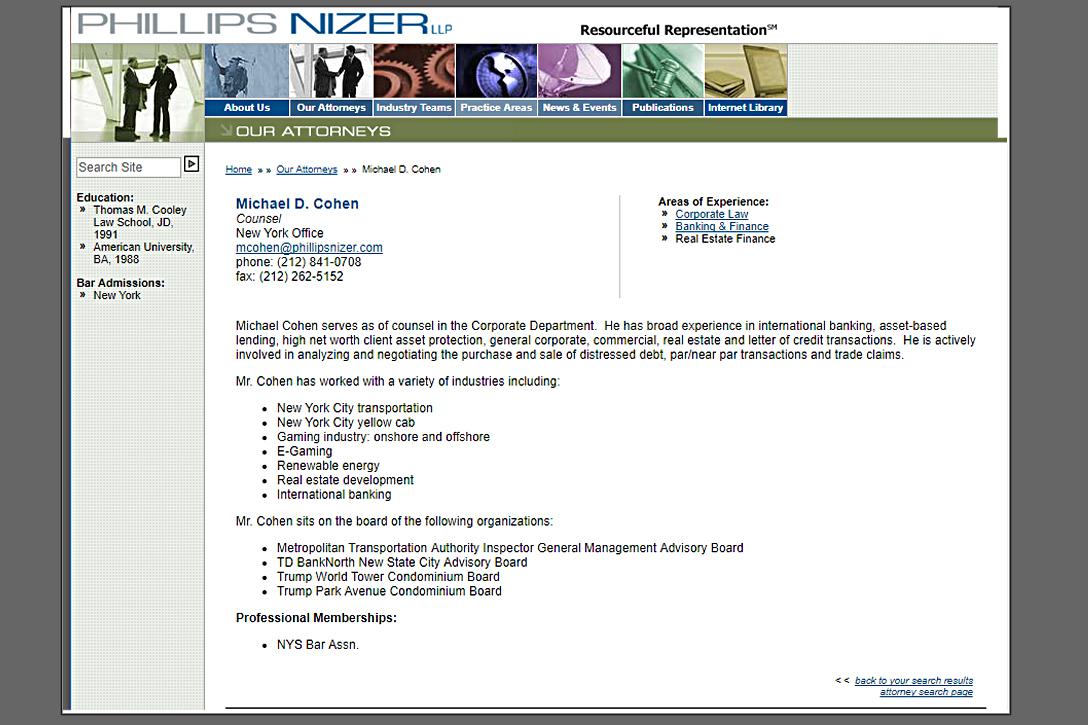 PHILLIPS NIZER LLP
Resourceful Representation℠
About Us
Our Attorneys
Industry Teams
Practice Areas
News & Events
Publications
Internet Library
OUR ATTORNEYS
Search Site
Home » » Our Attorneys » » Michael D. Cohen
Education:
» Thomas M. Cooley
Law School, JD,
1991
» American University,
BA, 1988
Bar Admissions:
» New York
Michael D. Cohen
Counsel
New York Office
mcohen@phillipsnizer.com
phone: (212) 841-0708
fax: (212) 262-5152
Areas of Experience:
» Corporate Law
» Banking & Finance
» Real Estate Finance
Michael Cohen serves as of counsel in the Corporate Department. He has broad experience in international banking, asset-based
lending, high net worth client asset protection, general corporate, commercial, real estate and letter of credit transactions. He is actively
involved in analyzing and negotiating the purchase and sale of distressed debt, par/near par transactions and trade claims.
Mr. Cohen has worked with a variety of industries including:
• New York City transportation
• New York City yellow cab
• Gaming industry: onshore and offshore
• E-Gaming
• Renewable energy
• Real estate development
• International banking
Mr. Cohen sits on the board of the following organizations:
• Metropolitan Transportation Authority Inspector General Management Advisory Board
• TD BankNorth New State City Advisory Board
• Trump World Tower Condominium Board
• Trump Park Avenue Condominium Board
Professional Memberships:
• NYS Bar Assn.
< < back to your search results
attorney search page